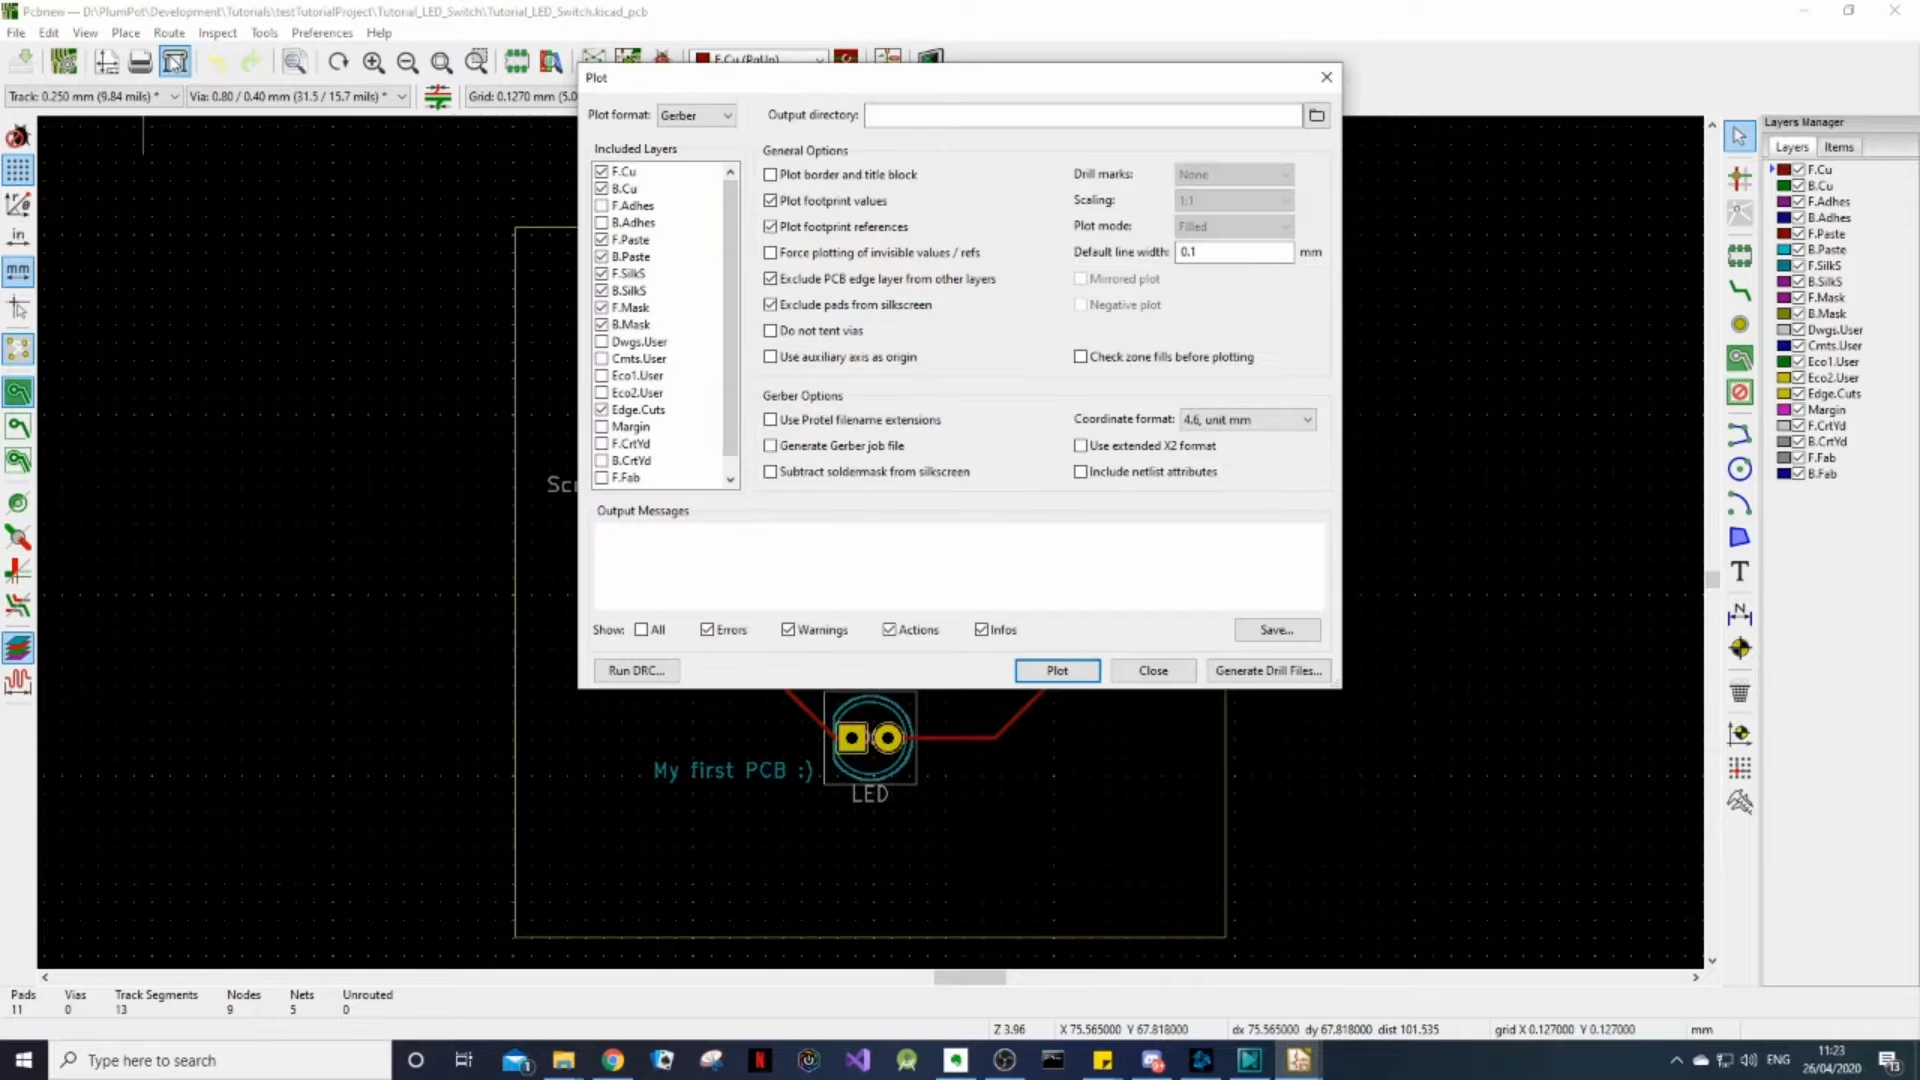 Pcbnew — D:\PlumPot\Development\Tutorials\testTutorialProject\Tutorial_LED_Switch\Tutorial_LED_Switch.kicad_pcb
File Edit View Place Route Inspect Tools Preferences Help
F.Cu (PgUp)
Track: 0.250 mm (9.84 mils) * Via: 0.80 / 0.40 mm (31.5 / 15.7 mils) * Grid: 0.1270 mm (5.0
Plot
Plot format: Gerber
Output directory:
Included Layers
F.Cu
B.Cu
F.Adhes
B.Adhes
F.Paste
B.Paste
F.SilkS
B.SilkS
F.Mask
B.Mask
Dwgs.User
Cmts.User
Eco1.User
Eco2.User
Edge.Cuts
Margin
F.CrtYd
B.CrtYd
F.Fab
General Options
Plot border and title block
Plot footprint values
Plot footprint references
Force plotting of invisible values / refs
Exclude PCB edge layer from other layers
Exclude pads from silkscreen
Do not tent vias
Use auxiliary axis as origin
Drill marks: None
Scaling: 1:1
Plot mode: Filled
Default line width: 0.1 mm
Mirrored plot
Negative plot
Check zone fills before plotting
Gerber Options
Use Protel filename extensions
Generate Gerber job file
Subtract soldermask from silkscreen
Coordinate format: 4.6, unit mm
Use extended X2 format
Include netlist attributes
Output Messages
Show: All Errors Warnings Actions Infos Save...
Run DRC... Plot Close Generate Drill Files...
in
mm
Scr
My first PCB :)
LED
Layers Manager
Layers Items
F.Cu
B.Cu
F.Adhes
B.Adhes
F.Paste
B.Paste
F.SilkS
B.SilkS
F.Mask
B.Mask
Dwgs.User
Cmts.User
Eco1.User
Eco2.User
Edge.Cuts
Margin
F.CrtYd
B.CrtYd
F.Fab
B.Fab
Pads Vias Track Segments Nodes Nets Unrouted
11 0 13 9 5 0
Z 3.96 X 75.565000 Y 67.818000 dx 75.565000 dy 67.818000 dist 101.535 grid X 0.127000 Y 0.127000 mm
Type here to search
ENG
11:23
26/04/2020
13